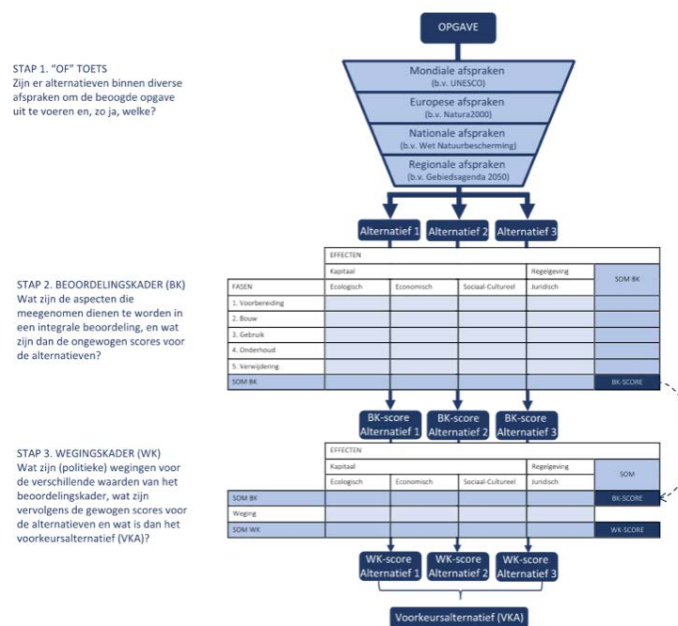 OPGAVE
STAP 1. "OF" TOETS
Zijn er alternatieven binnen diverse
afspraken om de beoogde opgave
uit te voeren en, zo ja, welke?
Mondiale afspraken
(b.v. UNESCO)
Europese afspraken
(b.v. Natura2000)
Nationale afspraken
(b.v. Wet Natuurbescherming)
Regionale afspraken
(b.v. Gebiedsagenda 2050)
Alternatief 1 Alternatief 2 Alternatief 3
STAP 2. BEOORDELINGSKADER (BK)
Wat zijn de aspecten die
meegenomen dienen te worden in
een integrale beoordeling, en wat
zijn dan de ongewogen scores voor
de alternatieven?
EFFECTEN
Kapitaal Regelgeving SOM BK
FASEN Ecologisch Economisch Sociaal-Cultureel Juridisch
1. Voorbereiding
2. Bouw
3. Gebruik
4. Onderhoud
5. Verwijdering
SOM BK BK-SCORE
BK-score BK-score BK-score
Alternatief 1 Alternatief 2 Alternatief 3
STAP 3. WEGINGSKADER (WK)
Wat zijn (politieke) wegingen voor
de verschillende waarden van het
beoordelingskader, wat zijn
vervolgens de gewogen scores voor
de alternatieven en wat is dan het
voorkeursalternatief (VKA)?
EFFECTEN
Kapitaal Regelgeving SOM
Ecologisch Economisch Sociaal-Cultureel Juridisch
SOM BK BK-SCORE
Weging
SOM WK WK-SCORE
WK-score WK-score WK-score
Alternatief 1 Alternatief 2 Alternatief 3
Voorkeursalternatief (VKA)